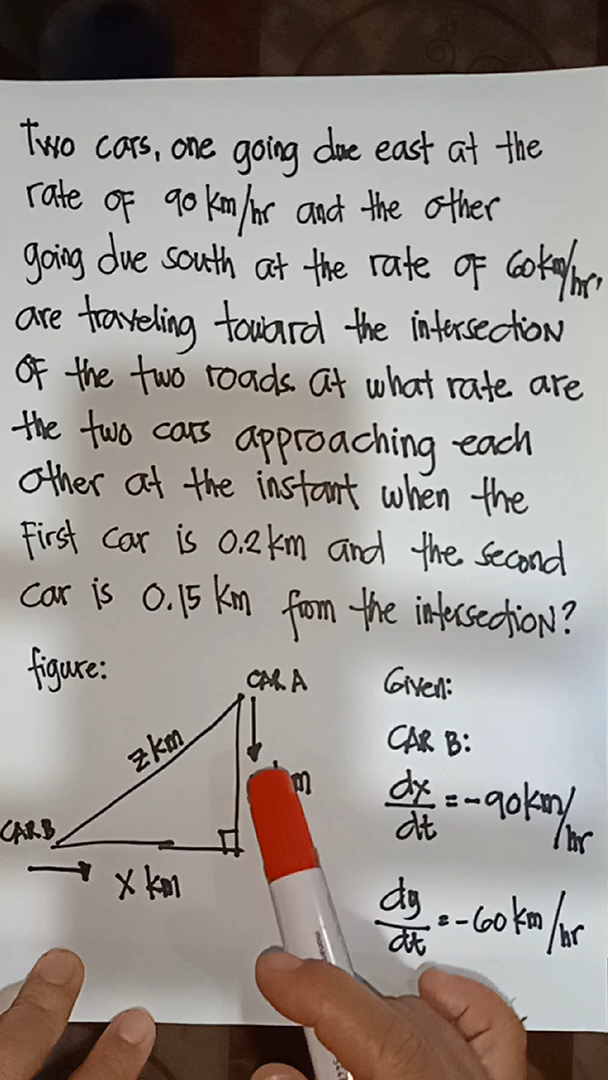 Two cars, one going due east at the
rate of 90 km/hr and the other
going due south at the rate of 60 km/hr,
are traveling toward the intersection
of the two roads. at what rate are
the two cars approaching each
other at the instant when the
First car is 0.2 km and the second
car is 0.15 km from the intersection?
figure:
CAR A
z km
CAR B
x km
Given:
CAR B:
dx/dt = -90 km/hr
dy/dt = -60 km/hr